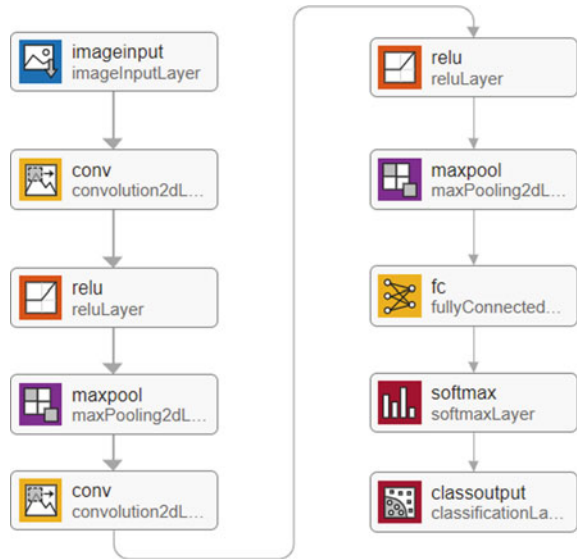 imageinput
imageInputLayer
conv
convolution2dL...
relu
reluLayer
maxpool
maxPooling2dL...
conv
convolution2dL...
relu
reluLayer
maxpool
maxPooling2dL...
fc
fullyConnected...
softmax
softmaxLayer
classoutput
classificationLa...